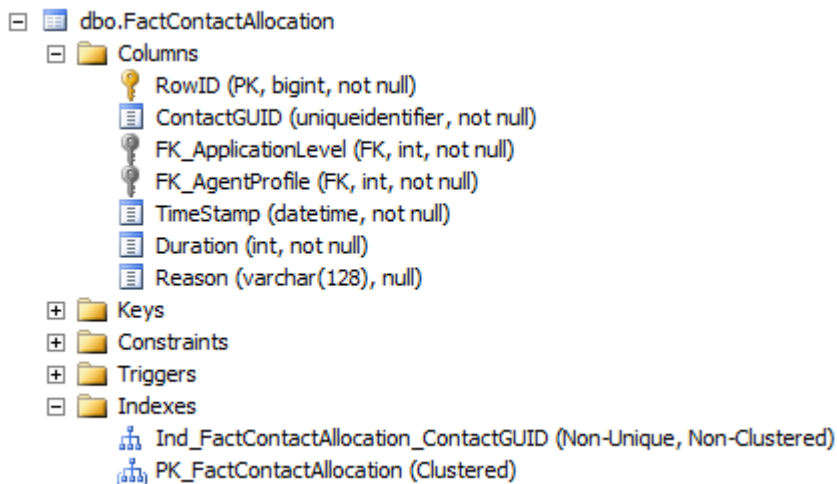 dbo.FactContactAllocation
Columns
RowID (PK, bigint, not null)
ContactGUID (uniqueidentifier, not null)
FK_ApplicationLevel (FK, int, not null)
FK_AgentProfile (FK, int, not null)
TimeStamp (datetime, not null)
Duration (int, not null)
Reason (varchar(128), null)
Keys
Constraints
Triggers
Indexes
Ind_FactContactAllocation_ContactGUID (Non-Unique, Non-Clustered)
PK_FactContactAllocation (Clustered)